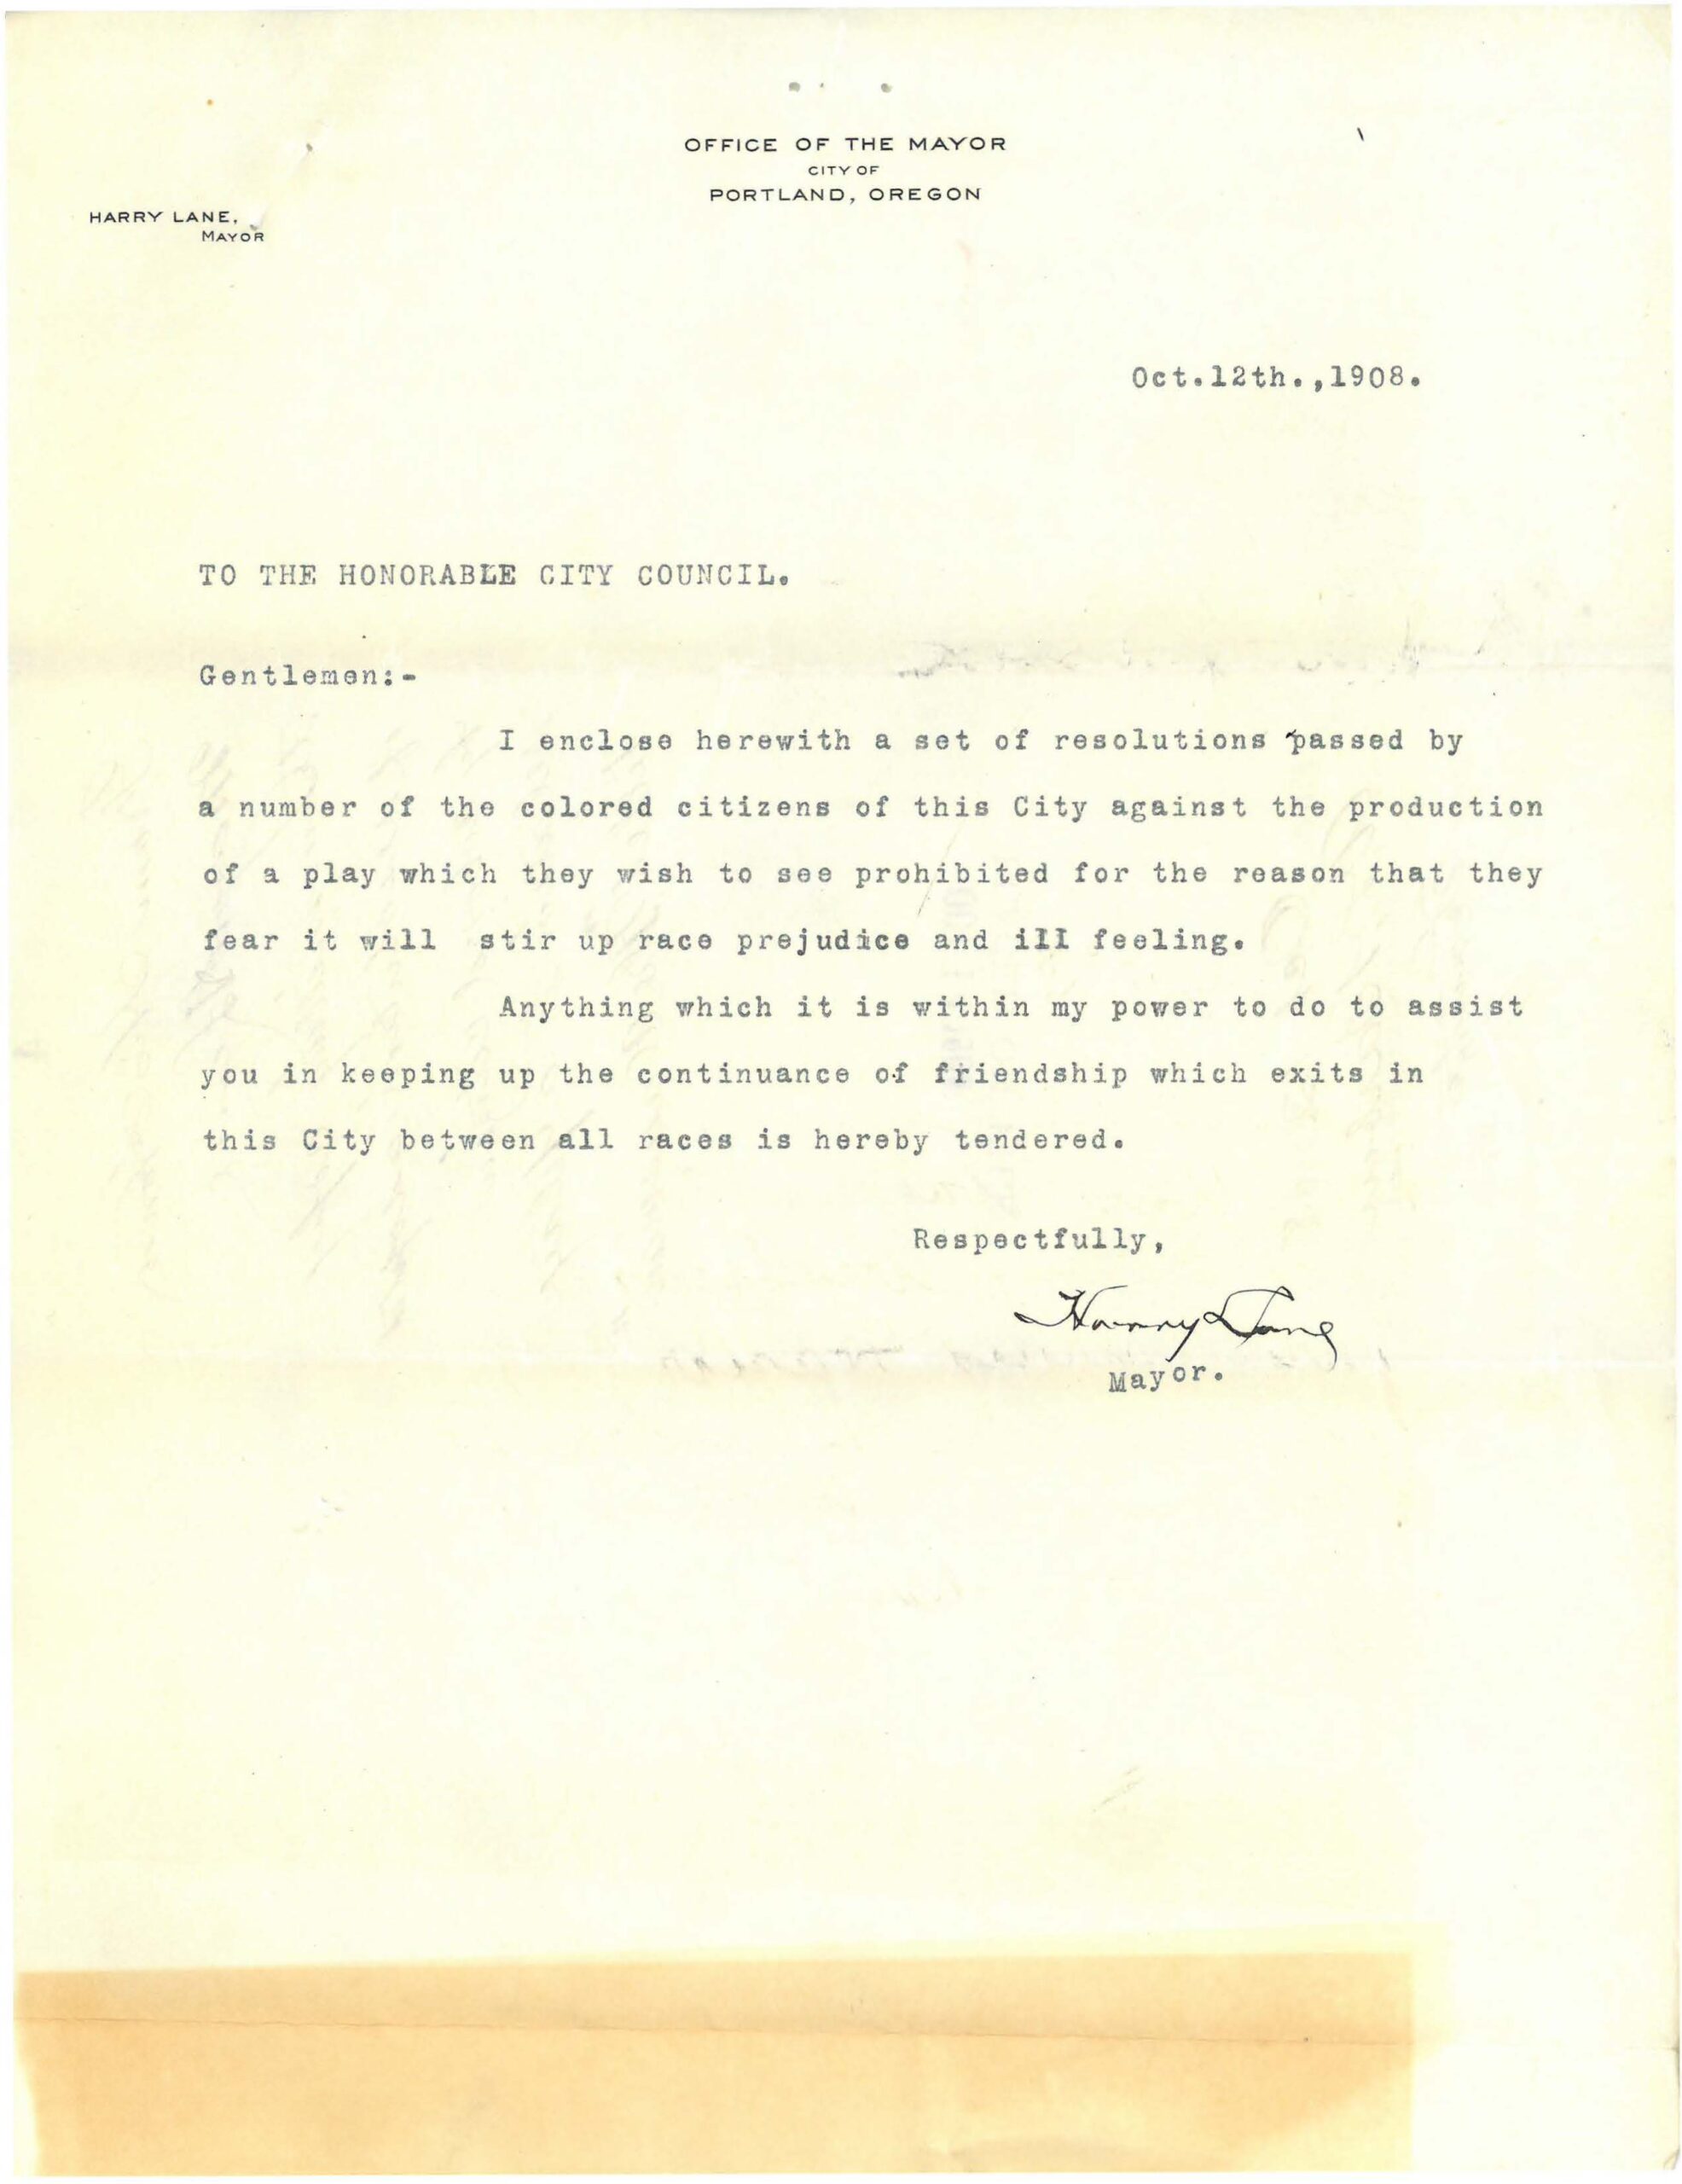 OFFICE OF THE MAYOR
CITY OF
PORTLAND, OREGON
HARRY LANE,
MAYOR
Oct.12th.,1908.
TO THE HONORABLE CITY COUNCIL.
Gentlemen:-
I enclose herewith a set of resolutions passed by
a number of the colored citizens of this City against the production
of a play which they wish to see prohibited for the reason that they
fear it will stir up race prejudice and ill feeling.
Anything which it is within my power to do to assist
you in keeping up the continuance of friendship which exits in
this City between all races is hereby tendered.
Respectfully,
Harry Lane
Mayor.